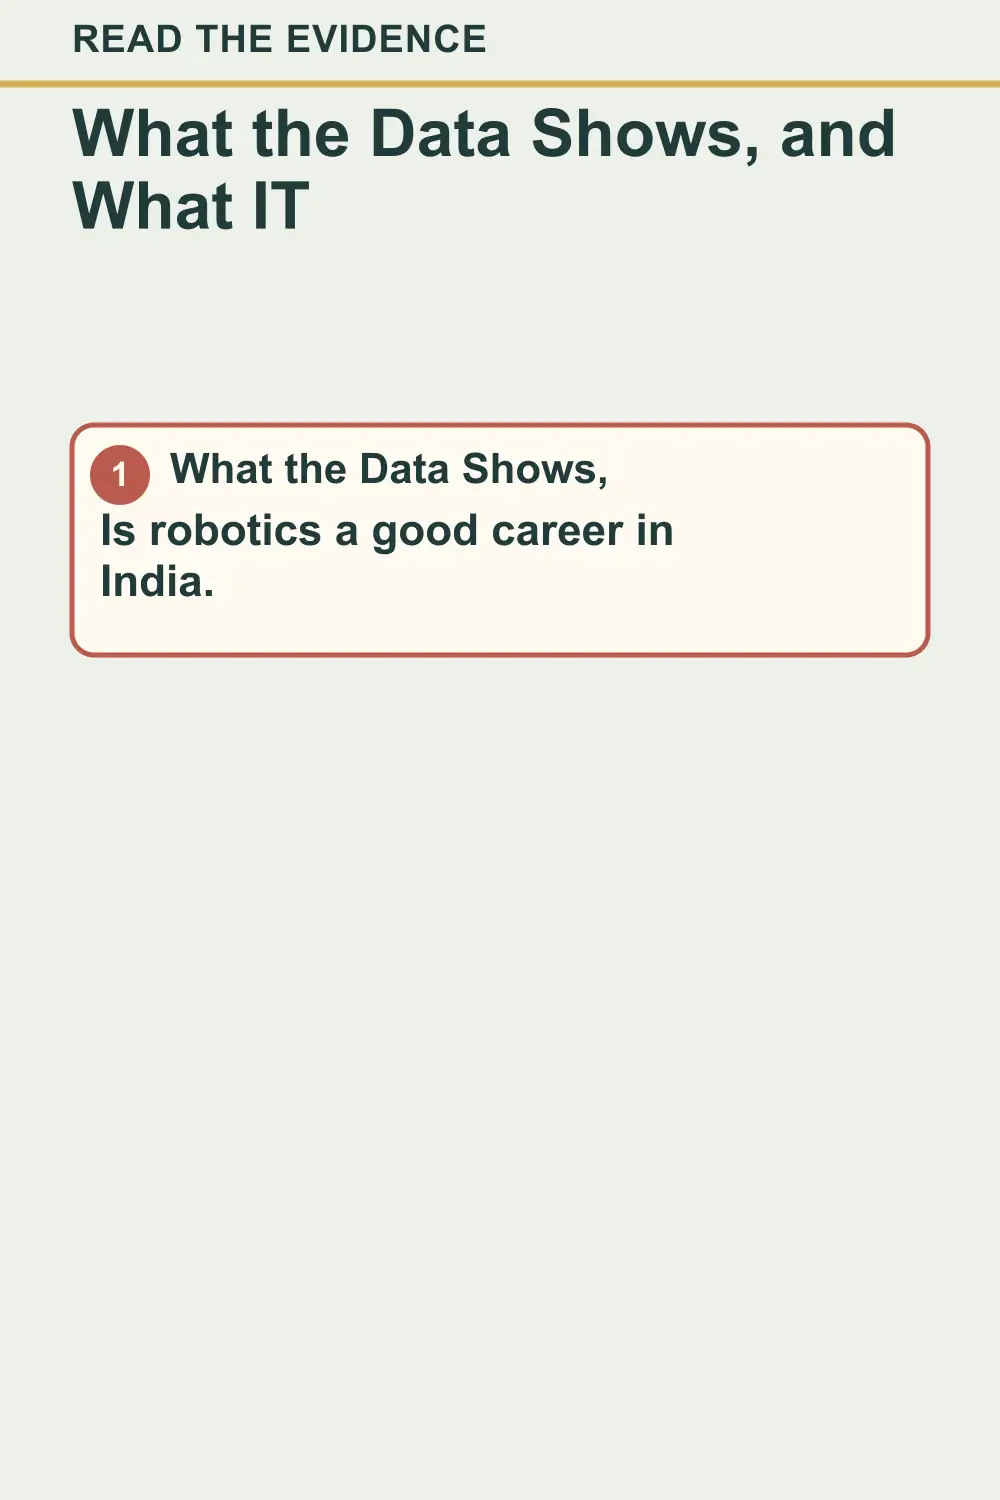 READ THE EVIDENCE
What the Data Shows, and
What IT
1 What the Data Shows,
Is robotics a good career in
India.